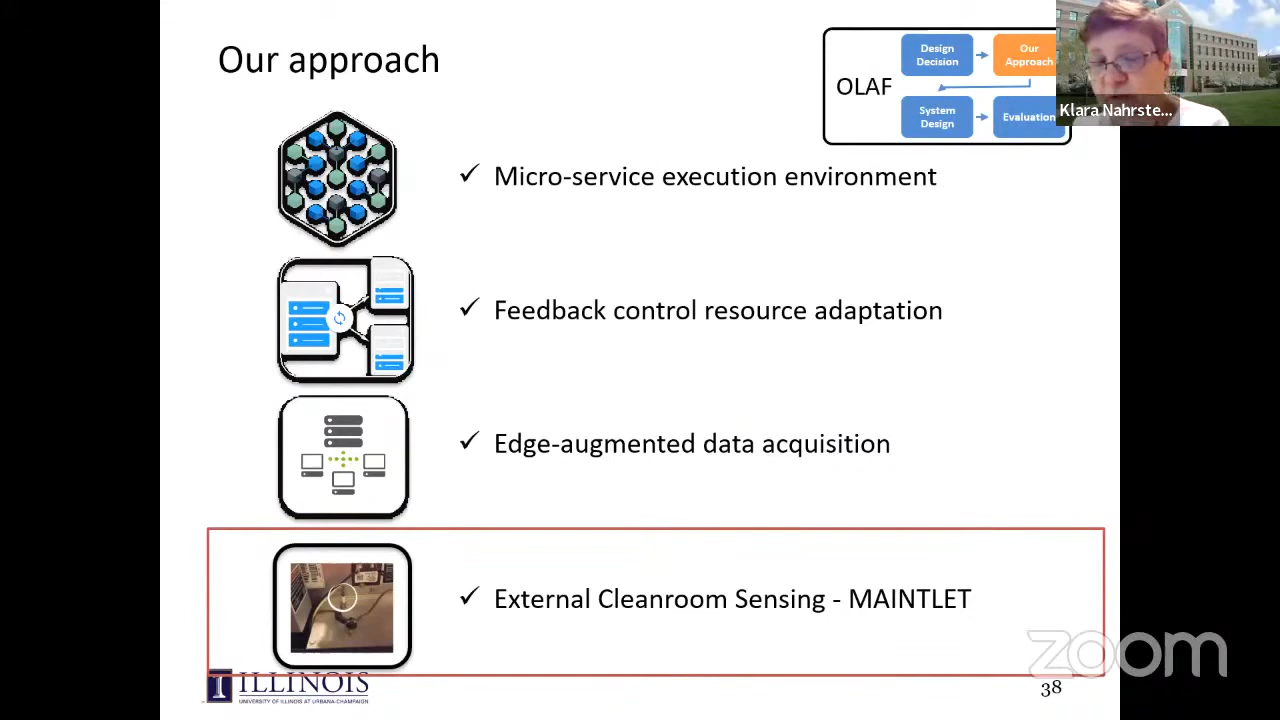 Our approach
OLAF
Design
Decision
Our
Approach
System
Design
Evaluation
Klara Nahrste...
Micro-service execution environment
Feedback control resource adaptation
Edge-augmented data acquisition
External Cleanroom Sensing - MAINTLET
zoom
ILLINOIS
UNIVERSITY OF ILLINOIS AT URBANA-CHAMPAIGN
38